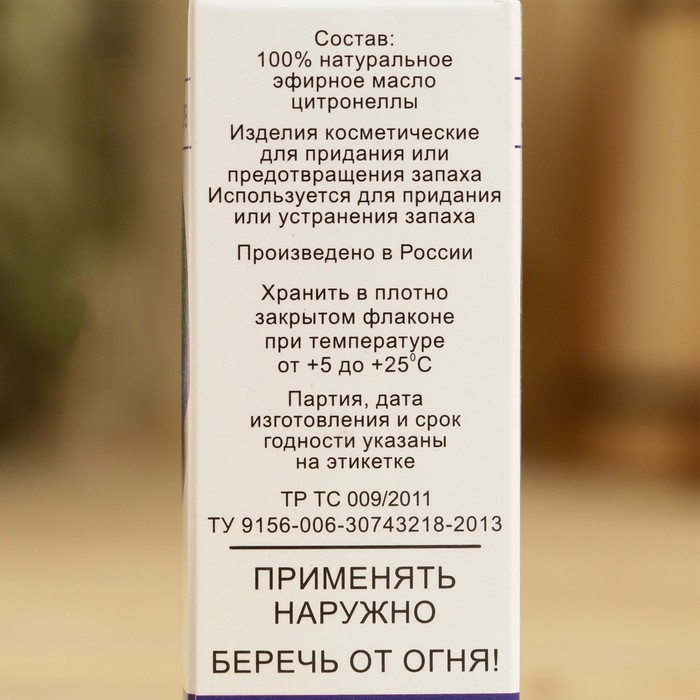 Состав:
100% натуральное
эфирное масло
цитронеллы
Изделия косметические
для придания или
предотвращения запаха
Используется для придания
или устранения запаха
Произведено в России
Хранить в плотно
закрытом флаконе
при температуре
от +5 до +25⁰С
Партия, дата
изготовления и срок
годности указаны
на этикетке
ТР ТС 009/2011
ТУ 9156-006-30743218-2013
ПРИМЕНЯТЬ
НАРУЖНО
БЕРЕЧЬ ОТ ОГНЯ!